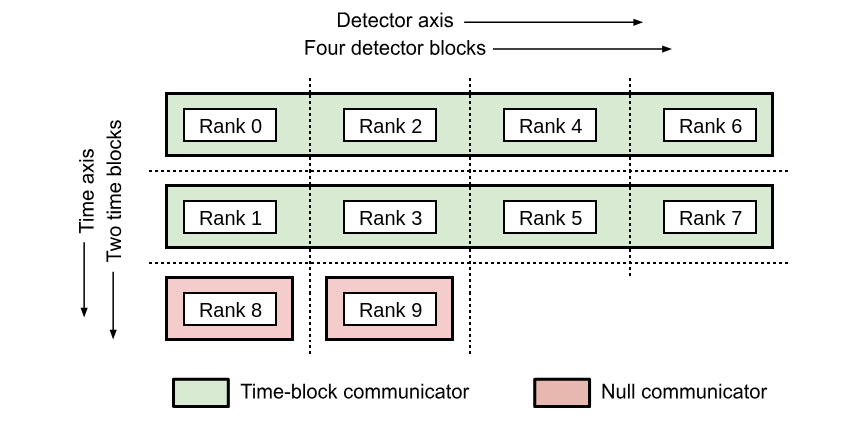 Detector axis
Four detector blocks
Time axis
Two time blocks
Rank 0
Rank 2
Rank 4
Rank 6
Rank 1
Rank 3
Rank 5
Rank 7
Rank 8
Rank 9
Time-block communicator
Null communicator